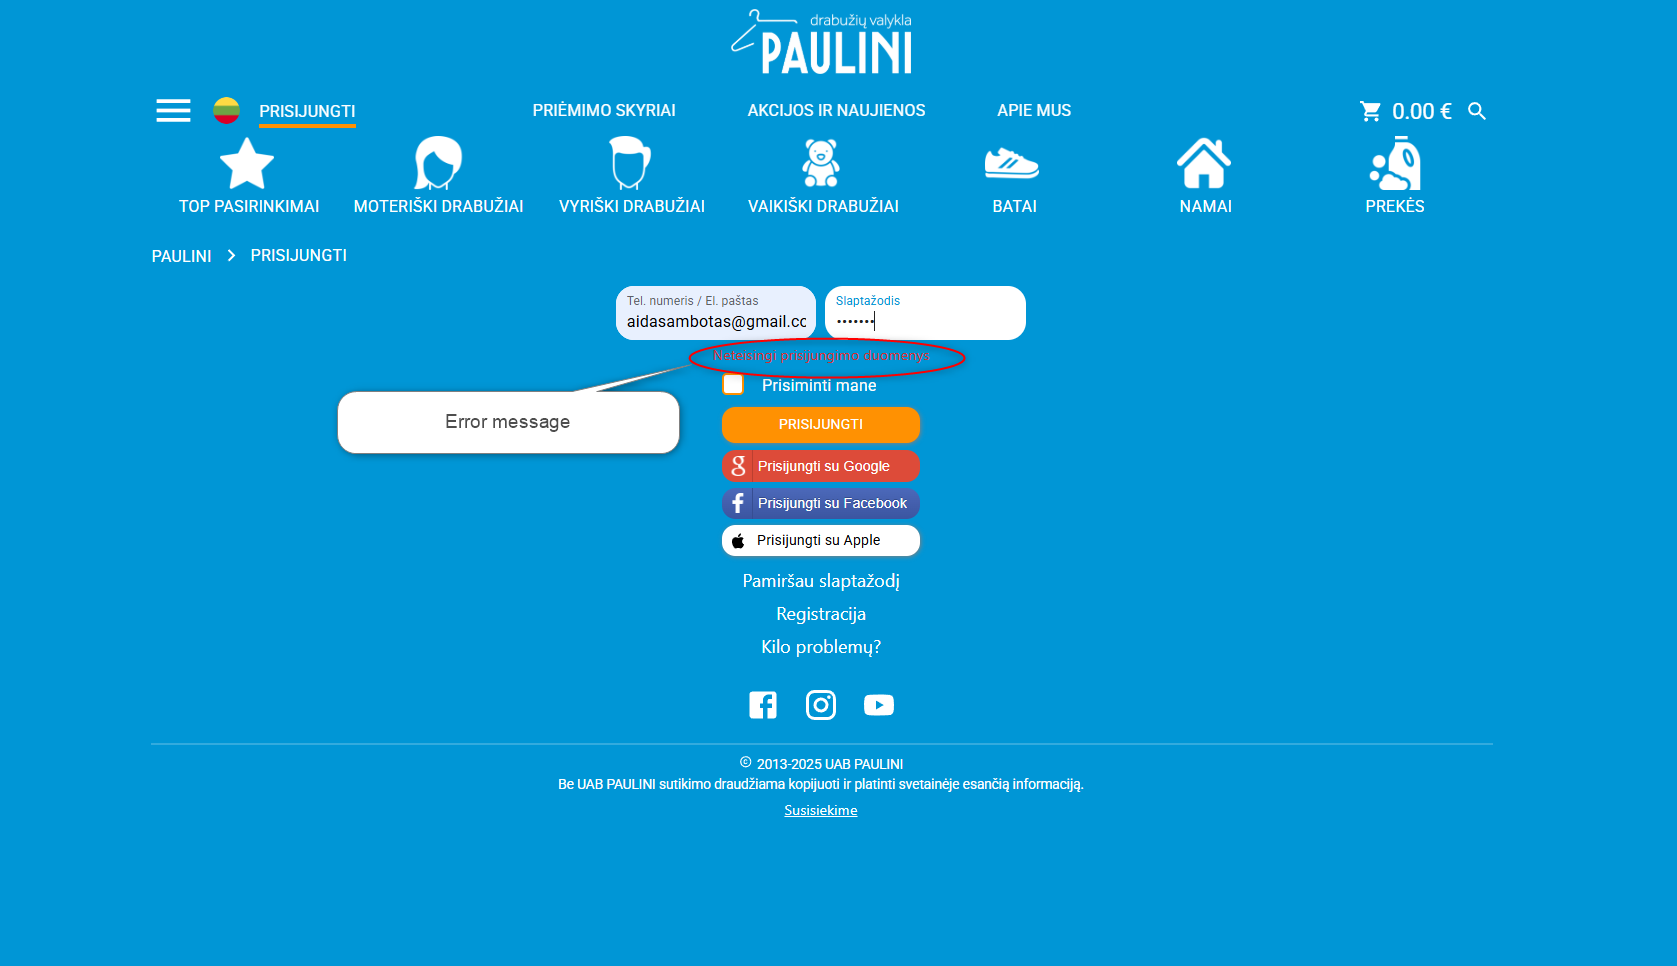 drabužių valykla
PAULINI
PRISIJUNGTI
PRIĖMIMO SKYRIAI
AKCIJOS IR NAUJIENOS
APIE MUS
0.00 €
TOP PASIRINKIMAI
MOTERIŠKI DRABUŽIAI
VYRIŠKI DRABUŽIAI
VAIKIŠKI DRABUŽIAI
BATAI
NAMAI
PREKĖS
PAULINI > PRISIJUNGTI
Tel. numeris / El. paštas
aidasambotas@gmail.cc
Slaptažodis
•••••••
Neteisingi prisijungimo duomenys
Prisiminti mane
Error message
PRISIJUNGTI
Prisijungti su Google
Prisijungti su Facebook
Prisijungti su Apple
Pamiršau slaptažodį
Registracija
Kilo problemų?
© 2013-2025 UAB PAULINI
Be UAB PAULINI sutikimo draudžiama kopijuoti ir platinti svetainėje esančią informaciją.
Susisiekime